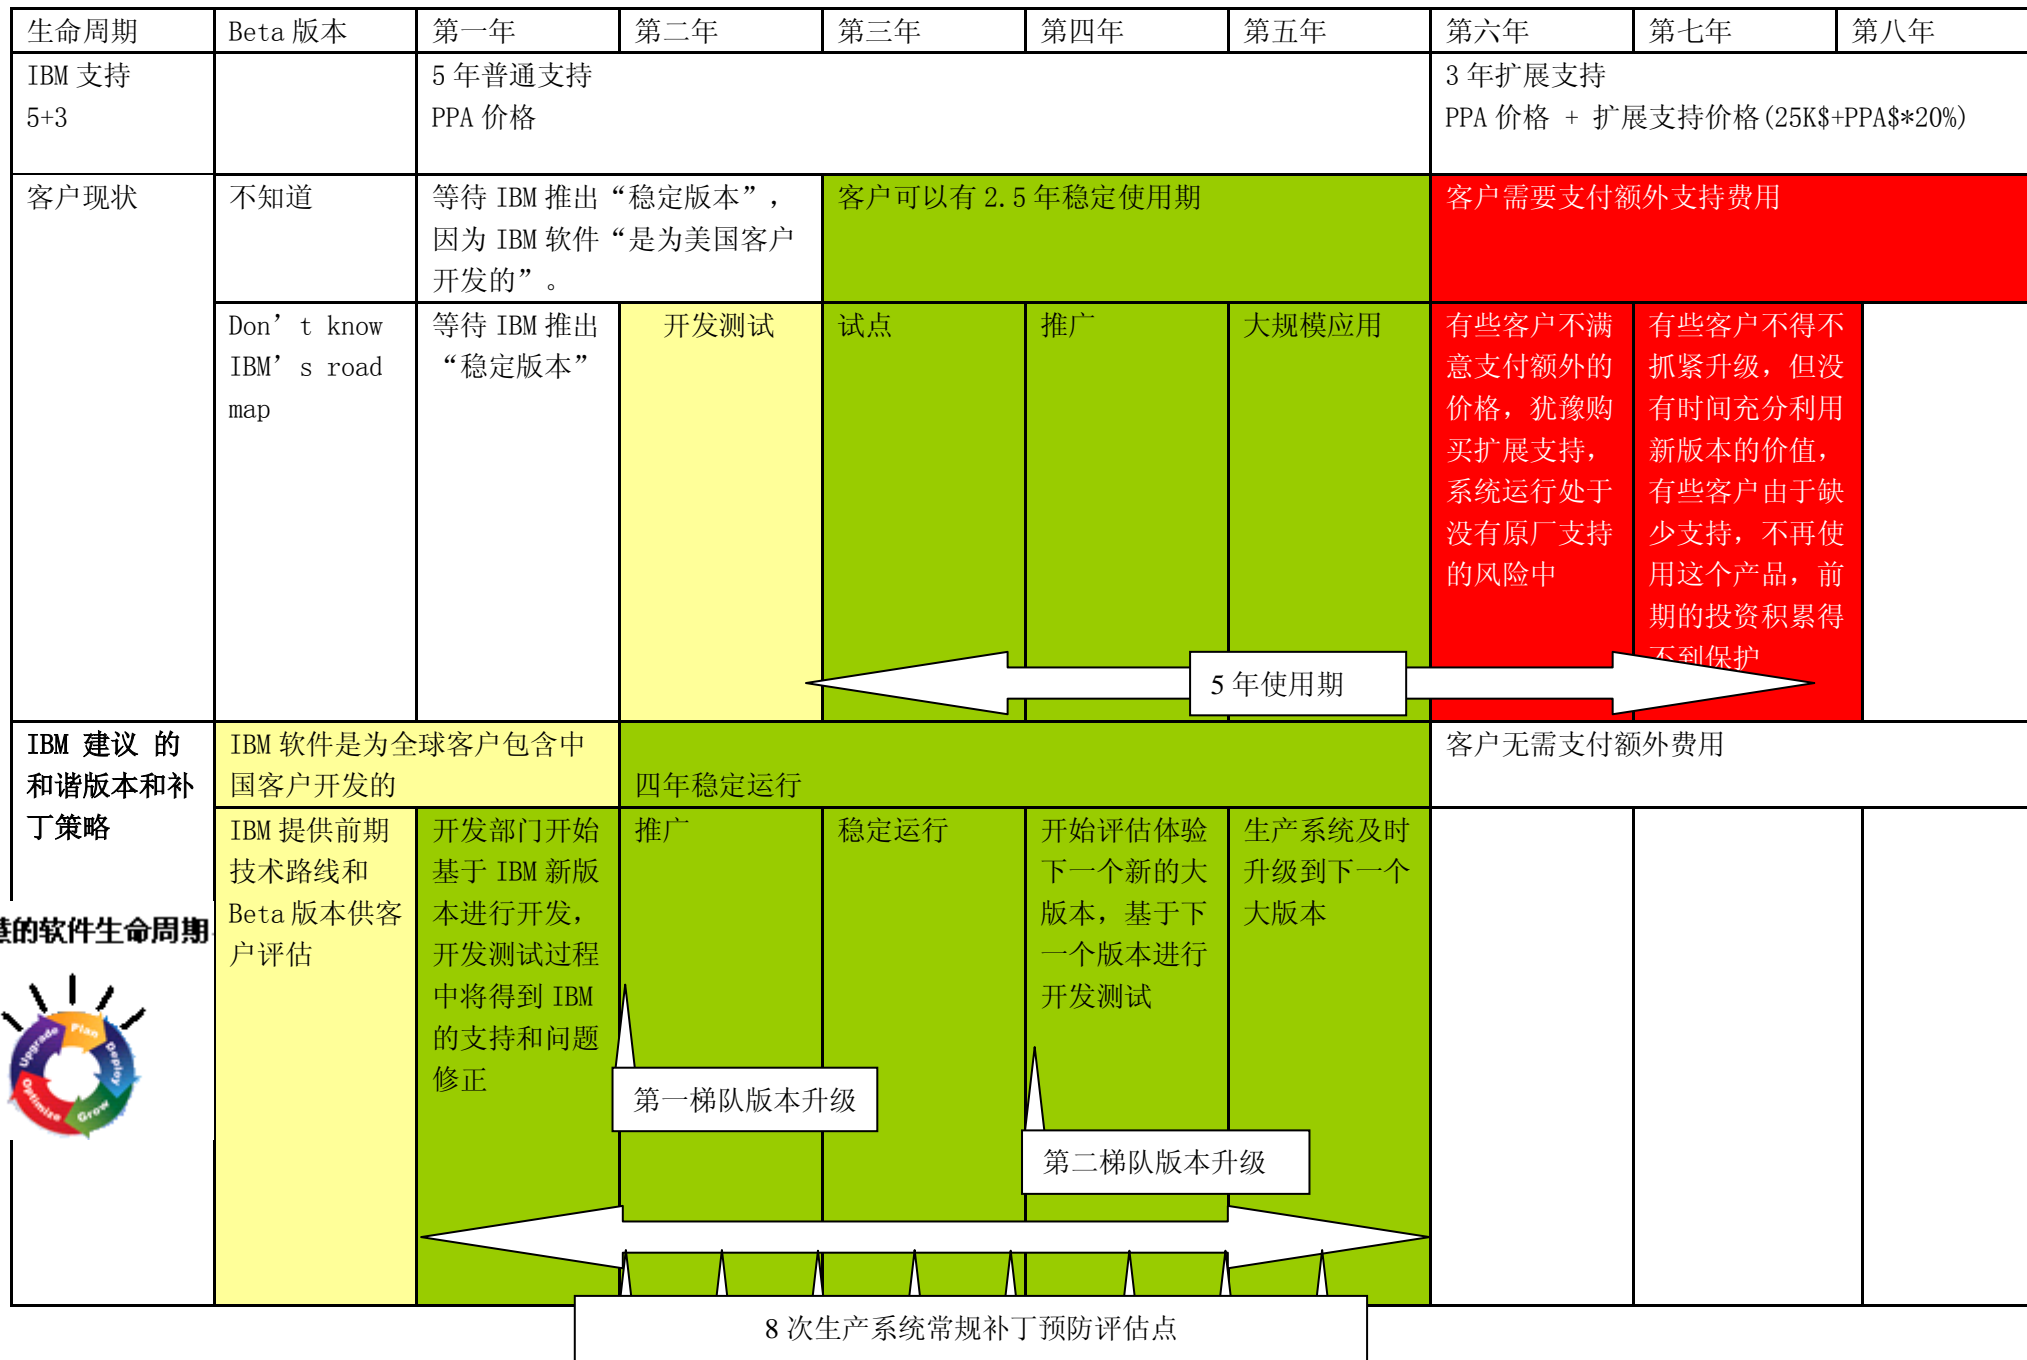 生命周期
Beta 版本
第一年
第二年
第三年
第四年
第五年
第六年
第七年
第八年
IBM 支持
5+3
5 年普通支持
PPA 价格
3 年扩展支持
PPA 价格 + 扩展支持价格(25K$+PPA$*20%)
客户现状
不知道
等待 IBM 推出“稳定版本”，
因为 IBM 软件“是为美国客户
开发的”。
客户可以有 2.5 年稳定使用期
客户需要支付额外支持费用
Don’t know
IBM’s road
map
等待 IBM 推出
“稳定版本”
开发测试
试点
推广
大规模应用
有些客户不满
意支付额外的
价格，犹豫购
买扩展支持，
系统运行处于
没有原厂支持
的风险中
有些客户不得不
抓紧升级，但没
有时间充分利用
新版本的价值，
有些客户由于缺
少支持，不再使
用这个产品，前
期的投资积累得
不到保护
5 年使用期
IBM 建议 的
和谐版本和补
丁策略
IBM 软件是为全球客户包含中
国客户开发的
四年稳定运行
客户无需支付额外费用
IBM 提供前期
技术路线和
Beta 版本供客
户评估
开发部门开始
基于 IBM 新版
本进行开发，
开发测试过程
中将得到 IBM
的支持和问题
修正
推广
稳定运行
开始评估体验
下一个新的大
版本，基于下
一个版本进行
开发测试
生产系统及时
升级到下一个
大版本
的软件生命周期
Plan
Deploy
Grow
Optimize
Upgrade
第一梯队版本升级
第二梯队版本升级
8 次生产系统常规补丁预防评估点